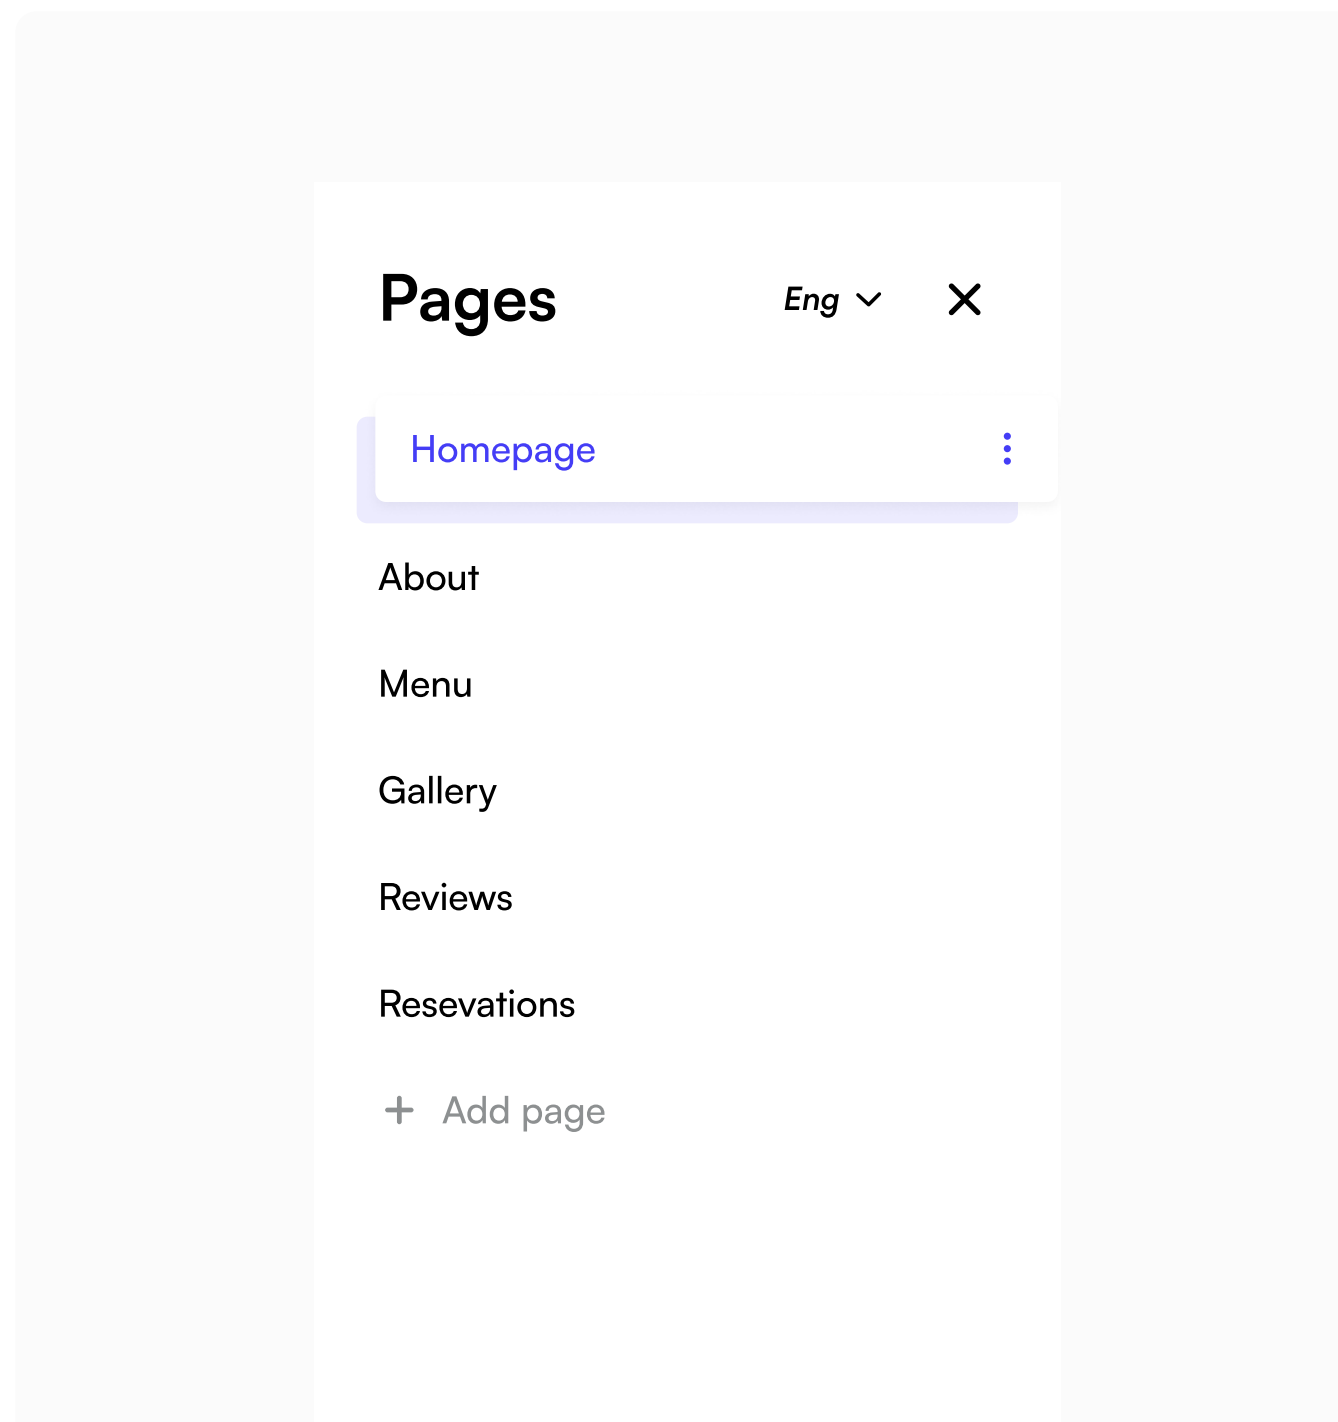 Pages
Eng
Homepage
About
Menu
Gallery
Reviews
Resevations
Add page